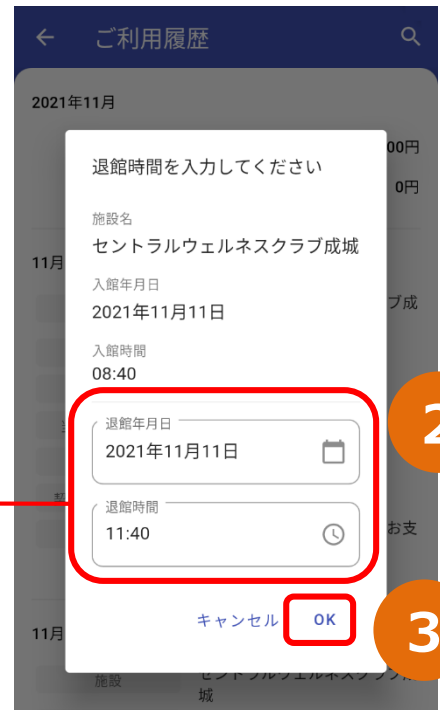 ご利用履歴
2021年11月
00円
0円
退館時間を入力してください
施設名
セントラルウェルネスクラブ成城
11月
入館年月日
2021年11月11日
ブ成
入館時間
08:40
退館年月日
2021年11月11日
2
退館時間
11:40
お支
キャンセル
OK
3
11月
施設
セントラルウェルネスクラブ
城